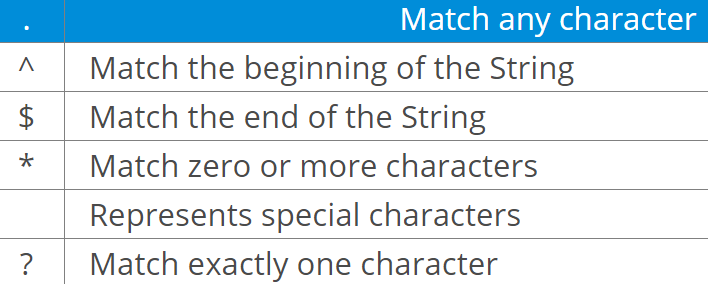 . Match any character
^ Match the beginning of the String
$ Match the end of the String
* Match zero or more characters
Represents special characters
? Match exactly one character